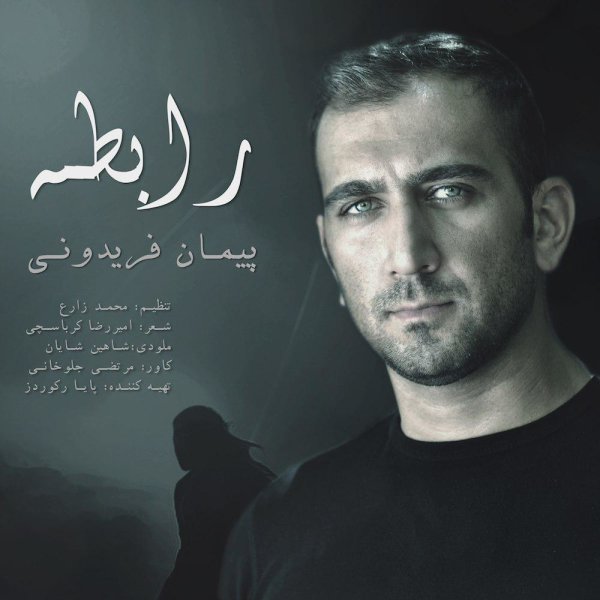 رابطه
پیمان فریدونی
تنظیم: محمد زارع
شعر: امیررضا کرباسچی
ملودی:شاهین شایان
کاور: مرتضی جلوخانی
تهیه کننده: پایا رکوردز